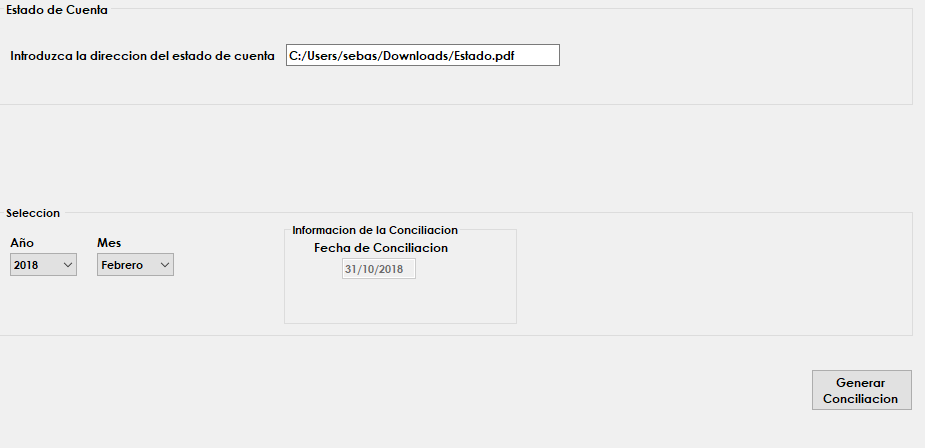 Estado de Cuenta
Introduzca la direccion del estado de cuenta C:/Users/sebas/Downloads/Estado.pdf
Seleccion
Año Mes
2018 Febrero
Informacion de la Conciliacion
Fecha de Conciliacion
31/10/2018
Generar
Conciliacion